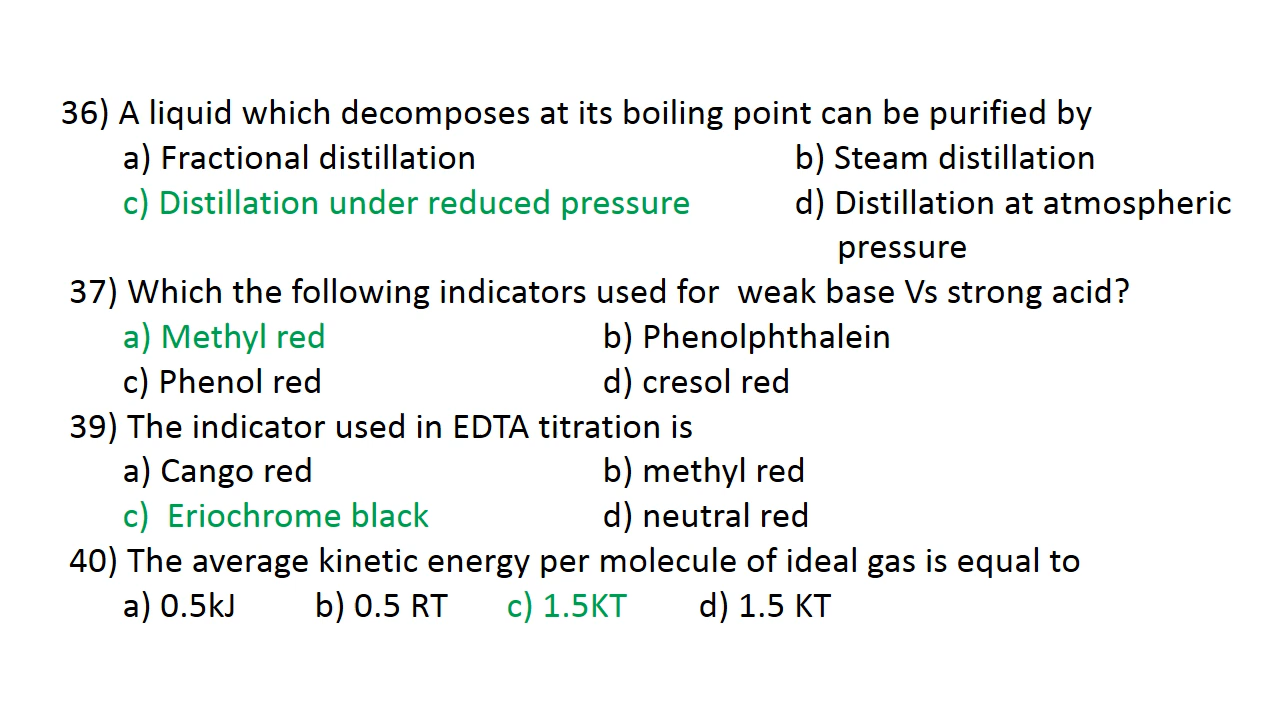 36) A liquid which decomposes at its boiling point can be purified by
a) Fractional distillation b) Steam distillation
c) Distillation under reduced pressure d) Distillation at atmospheric
pressure
37) Which the following indicators used for weak base Vs strong acid?
a) Methyl red b) Phenolphthalein
c) Phenol red d) cresol red
39) The indicator used in EDTA titration is
a) Cango red b) methyl red
c) Eriochrome black d) neutral red
40) The average kinetic energy per molecule of ideal gas is equal to
a) 0.5kJ b) 0.5 RT c) 1.5KT d) 1.5 KT